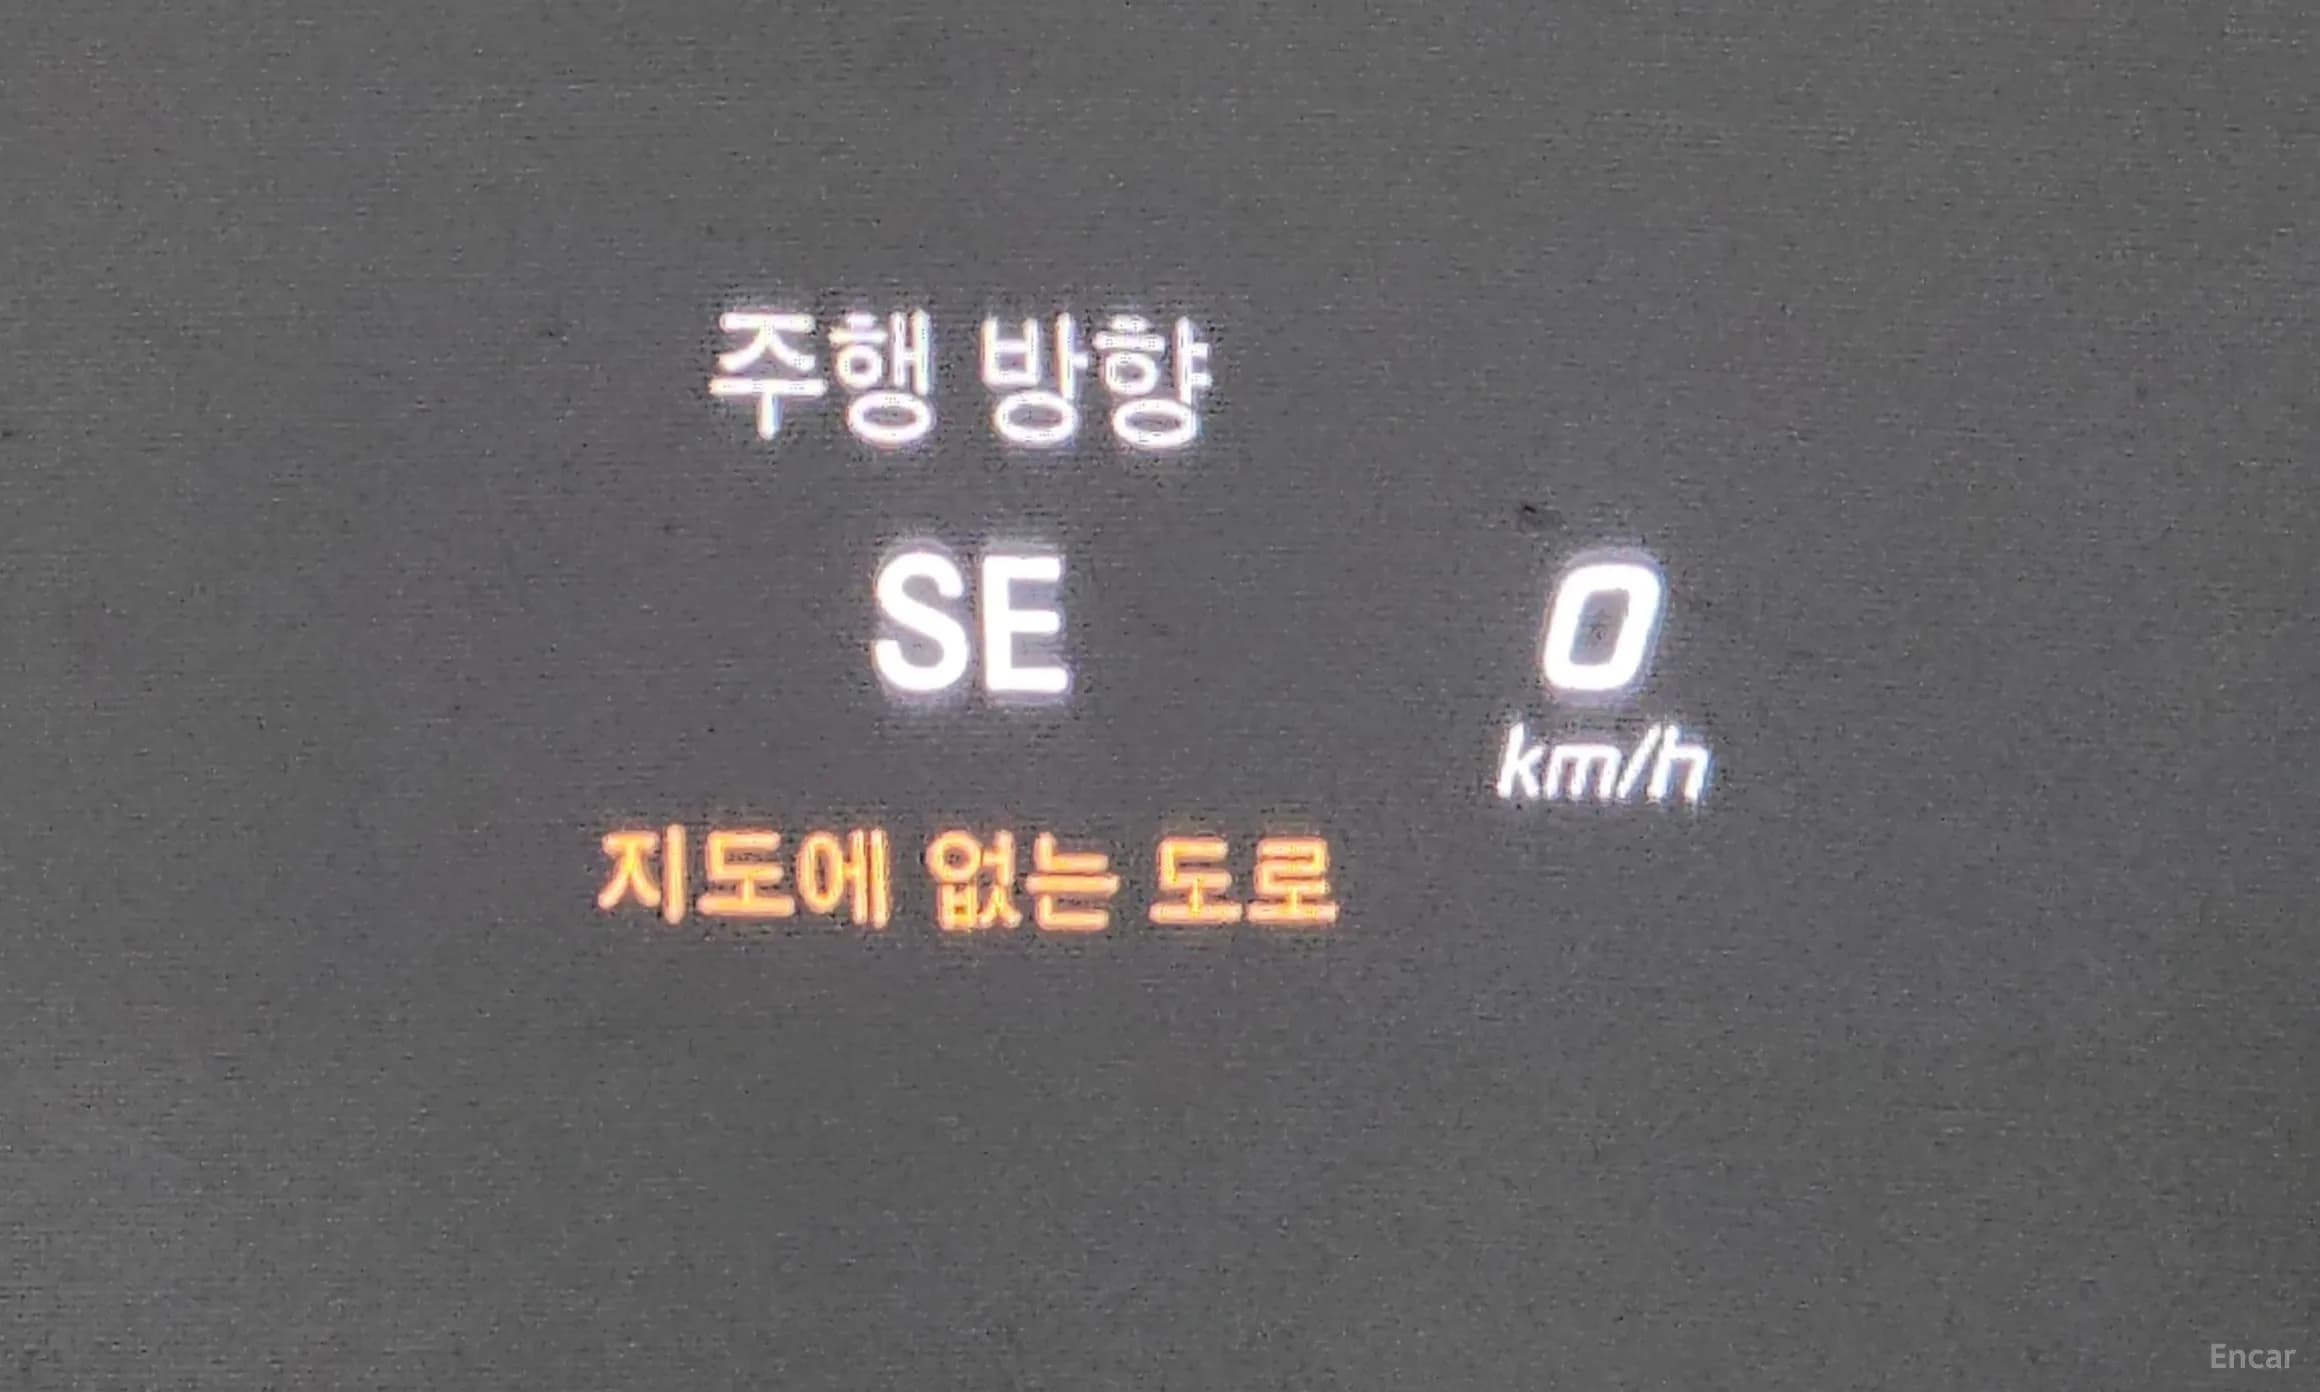 주행 방향
SE
0
km/h
지도에 없는 도로
Encar